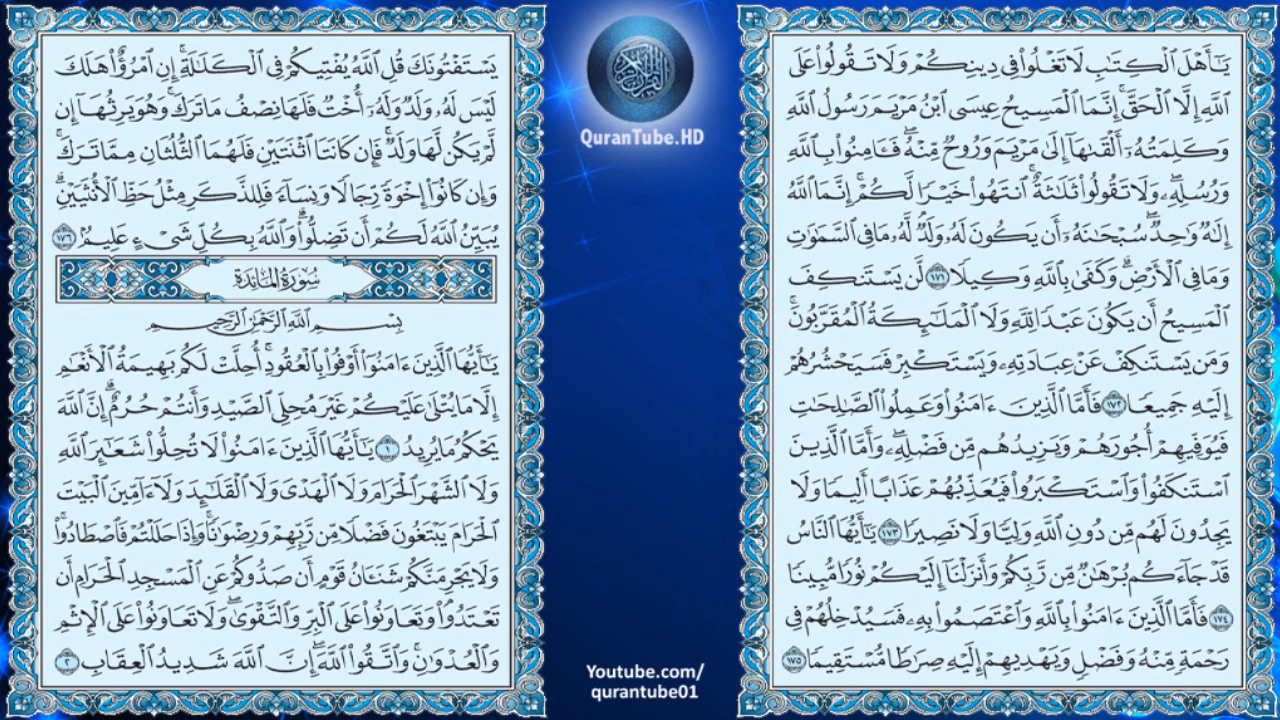 يَـٰٓأَهْلَ ٱلْكِتَـٰبِ لَا تَغْلُوا۟ فِى دِينِكُمْ وَلَا تَقُولُوا۟ عَلَى
ٱللَّهِ إِلَّا ٱلْحَقَّ ۚ إِنَّمَا ٱلْمَسِيحُ عِيسَى ٱبْنُ مَرْيَمَ رَسُولُ ٱللَّهِ
وَكَلِمَتُهُۥٓ أَلْقَىٰهَآ إِلَىٰ مَرْيَمَ وَرُوحٌ مِّنْهُ ۖ فَـَٔامِنُوا۟ بِٱللَّهِ
وَرُسُلِهِۦ ۖ وَلَا تَقُولُوا۟ ثَلَـٰثَةٌ ۚ ٱنتَهُوا۟ خَيْرًا لَّكُمْ ۚ إِنَّمَا ٱللَّهُ
إِلَـٰهٌ وَٰحِدٌ ۖ سُبْحَـٰنَهُۥٓ أَن يَكُونَ لَهُۥ وَلَدٌ ۘ لَّهُۥ مَا فِى ٱلسَّمَـٰوَٰتِ
وَمَا فِى ٱلْأَرْضِ ۗ وَكَفَىٰ بِٱللَّهِ وَكِيلًا ١٧١ لَّن يَسْتَنكِفَ
ٱلْمَسِيحُ أَن يَكُونَ عَبْدًا لِّلَّهِ وَلَا ٱلْمَلَـٰٓئِكَةُ ٱلْمُقَرَّبُونَ ۚ
وَمَن يَسْتَنكِفْ عَنْ عِبَادَتِهِۦ وَيَسْتَكْبِرْ فَسَيَحْشُرُهُمْ
إِلَيْهِ جَمِيعًا ١٧٢ فَأَمَّا ٱلَّذِينَ ءَامَنُوا۟ وَعَمِلُوا۟ ٱلصَّـٰلِحَـٰتِ
فَيُوَفِّيهِمْ أُجُورَهُمْ وَيَزِيدُهُم مِّن فَضْلِهِۦ ۖ وَأَمَّا ٱلَّذِينَ
ٱسْتَنكَفُوا۟ وَٱسْتَكْبَرُوا۟ فَيُعَذِّبُهُمْ عَذَابًا أَلِيمًا وَلَا
يَجِدُونَ لَهُم مِّن دُونِ ٱللَّهِ وَلِيًّا وَلَا نَصِيرًا ١٧٣ يَـٰٓأَيُّهَا ٱلنَّاسُ
قَدْ جَآءَكُم بُرْهَـٰنٌ مِّن رَّبِّكُمْ وَأَنزَلْنَآ إِلَيْكُمْ نُورًا مُّبِينًا
١٧٤ فَأَمَّا ٱلَّذِينَ ءَامَنُوا۟ بِٱللَّهِ وَٱعْتَصَمُوا۟ بِهِۦ فَسَيُدْخِلُهُمْ فِى
رَحْمَةٍ مِّنْهُ وَفَضْلٍ وَيَهْدِيهِمْ إِلَيْهِ صِرَٰطًا مُّسْتَقِيمًا ١٧٥
القرآن الكريم
QuranTube.HD
Youtube.com/
qurantube01
يَسْتَفْتُونَكَ قُلِ ٱللَّهُ يُفْتِيكُمْ فِى ٱلْكَلَـٰلَةِ ۚ إِنِ ٱمْرُؤٌا۟ هَلَكَ
لَيْسَ لَهُۥ وَلَدٌ وَلَهُۥٓ أُخْتٌ فَلَهَا نِصْفُ مَا تَرَكَ ۚ وَهُوَ يَرِثُهَآ إِن
لَّمْ يَكُن لَّهَا وَلَدٌ ۚ فَإِن كَانَتَا ٱثْنَتَيْنِ فَلَهُمَا ٱلثُّلُثَانِ مِمَّا تَرَكَ ۚ
وَإِن كَانُوٓا۟ إِخْوَةً رِّجَالًا وَنِسَآءً فَلِلذَّكَرِ مِثْلُ حَظِّ ٱلْأُنثَيَيْنِ ۗ
يُبَيِّنُ ٱللَّهُ لَكُمْ أَن تَضِلُّوا۟ ۗ وَٱللَّهُ بِكُلِّ شَىْءٍ عَلِيمٌۢ ١٧٦
سُورَةُ المَائِدَةِ
بِسْمِ ٱللَّهِ ٱلرَّحْمَـٰنِ ٱلرَّحِيمِ
يَـٰٓأَيُّهَا ٱلَّذِينَ ءَامَنُوٓا۟ أَوْفُوا۟ بِٱلْعُقُودِ ۚ أُحِلَّتْ لَكُم بَهِيمَةُ ٱلْأَنْعَـٰمِ
إِلَّا مَا يُتْلَىٰ عَلَيْكُمْ غَيْرَ مُحِلِّى ٱلصَّيْدِ وَأَنتُمْ حُرُمٌ ۗ إِنَّ ٱللَّهَ
يَحْكُمُ مَا يُرِيدُ ١ يَـٰٓأَيُّهَا ٱلَّذِينَ ءَامَنُوا۟ لَا تُحِلُّوا۟ شَعَـٰٓئِرَ ٱللَّهِ
وَلَا ٱلشَّهْرَ ٱلْحَرَامَ وَلَا ٱلْهَدْىَ وَلَا ٱلْقَلَـٰٓئِدَ وَلَآ ءَآمِّينَ ٱلْبَيْتَ
ٱلْحَرَامَ يَبْتَغُونَ فَضْلًا مِّن رَّبِّهِمْ وَرِضْوَٰنًا ۚ وَإِذَا حَلَلْتُمْ فَٱصْطَادُوا۟ ۚ
وَلَا يَجْرِمَنَّكُمْ شَنَـَٔانُ قَوْمٍ أَن صَدُّوكُمْ عَنِ ٱلْمَسْجِدِ ٱلْحَرَامِ أَن
تَعْتَدُوا۟ ۘ وَتَعَاوَنُوا۟ عَلَى ٱلْبِرِّ وَٱلتَّقْوَىٰ ۖ وَلَا تَعَاوَنُوا۟ عَلَى ٱلْإِثْمِ
وَٱلْعُدْوَٰنِ ۚ وَٱتَّقُوا۟ ٱللَّهَ ۖ إِنَّ ٱللَّهَ شَدِيدُ ٱلْعِقَابِ ٢